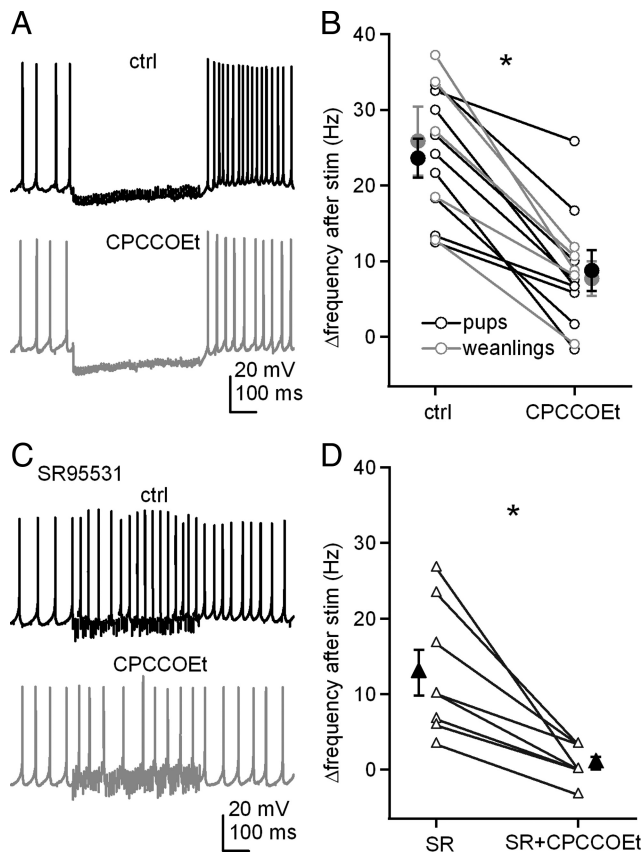 A
ctrl
CPCCOEt
20 mV
100 ms
B
Δfrequency after stim (Hz)
40
30
20
10
0
*
pups
weanlings
ctrl
CPCCOEt
C
SR95531
ctrl
CPCCOEt
20 mV
100 ms
D
Δfrequency after stim (Hz)
40
30
20
10
0
*
SR
SR+CPCCOEt